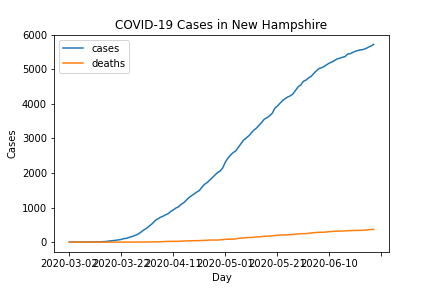 COVID-19 Cases in New Hampshire
cases
deaths
6000
5000
4000
3000
2000
1000
0
Cases
2020-03-02
2020-03-22
2020-04-11
2020-05-01
2020-05-21
2020-06-10
Day